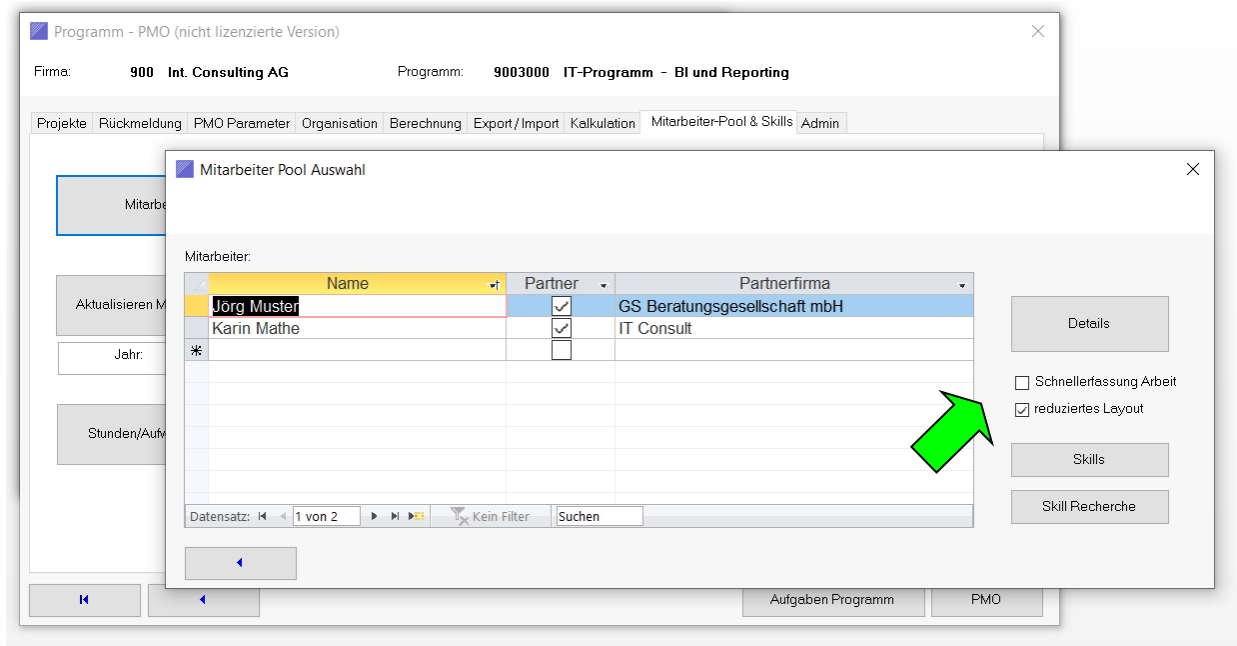 Programm - PMO (nicht lizenzierte Version)
Firma: 900 Int. Consulting AG Programm: 9003000 IT-Programm - BI und Reporting
Projekte Rückmeldung PMO Parameter Organisation Berechnung Export / Import Kalkulation Mitarbeiter-Pool & Skills Admin
Mitarbeiter Pool Auswahl
Mitarbe
Aktualisieren M
Jahr:
Stunden/Aufw
Mitarbeiter:
Name Partner Partnerfirma
Jörg Muster GS Beratungsgesellschaft mbH
Karin Mathe IT Consult
Datensatz: 1 von 2 Kein Filter Suchen
Details
Schnellerfassung Arbeit
reduziertes Layout
Skills
Skill Recherche
Aufgaben Programm PMO